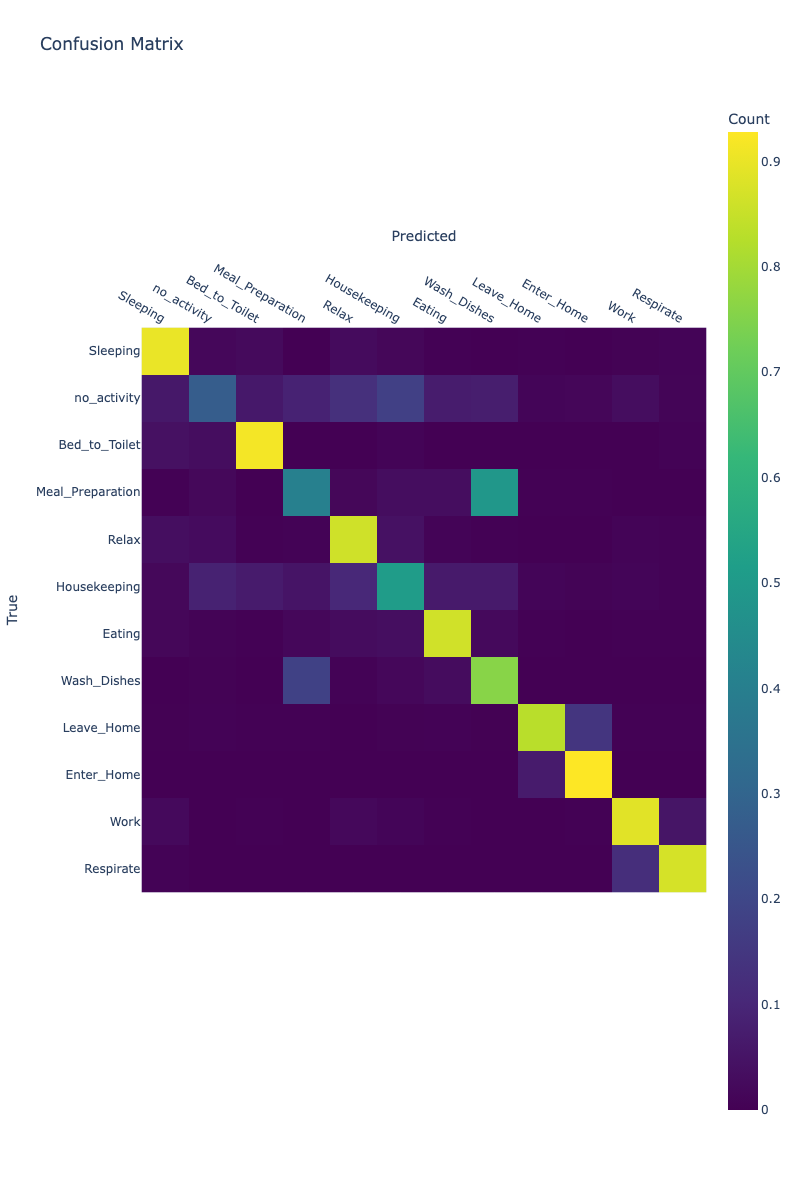 Confusion Matrix
Count
Predicted
Sleeping
no_activity
Bed_to_Toilet
Meal_Preparation
Relax
Housekeeping
Eating
Wash_Dishes
Leave_Home
Enter_Home
Work
Respirate
True
Sleeping
no_activity
Bed_to_Toilet
Meal_Preparation
Relax
Housekeeping
Eating
Wash_Dishes
Leave_Home
Enter_Home
Work
Respirate
0.9
0.8
0.7
0.6
0.5
0.4
0.3
0.2
0.1
0